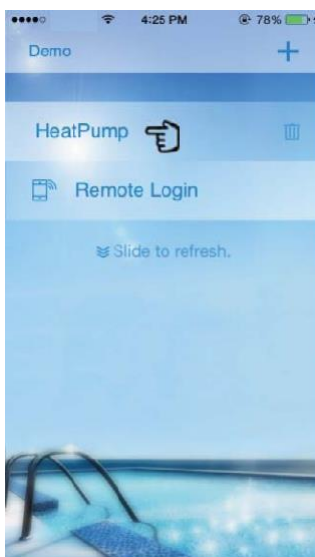 4:25 PM 78%
Demo +
HeatPump
Remote Login
Slide to refresh.